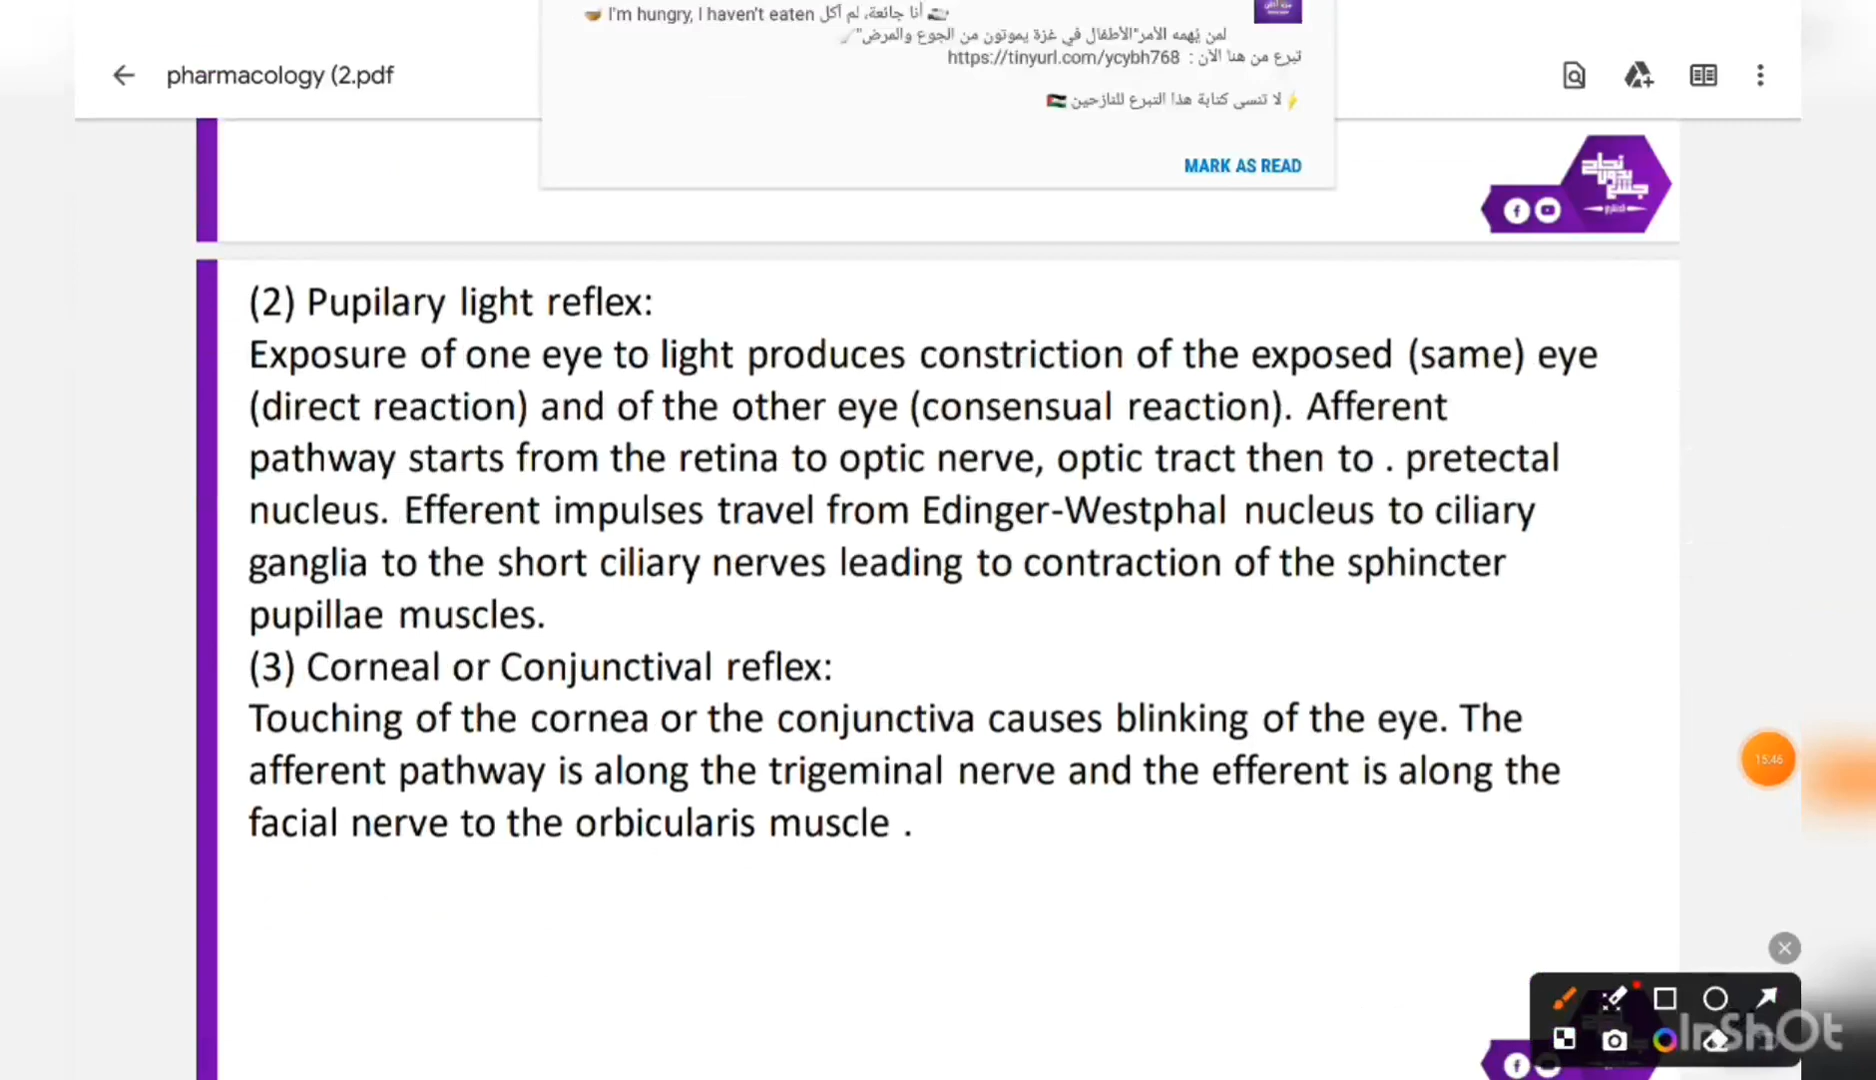 🥣 I'm hungry, I haven't eaten أنا جائعة، لم آكل
لمن يُهمه الأمر"الأطفال في غزة يموتون من الجوع والمرض"
تبرع من هنا الآن : https://tinyurl.com/ycybh768
⚡ لا تنسى كتابة هذا التبرع للنازحين 🇵🇸
MARK AS READ
pharmacology (2.pdf
نجاح
بدون
(2) Pupilary light reflex:
Exposure of one eye to light produces constriction of the exposed (same) eye
(direct reaction) and of the other eye (consensual reaction). Afferent
pathway starts from the retina to optic nerve, optic tract then to . pretectal
nucleus. Efferent impulses travel from Edinger-Westphal nucleus to ciliary
ganglia to the short ciliary nerves leading to contraction of the sphincter
pupillae muscles.
(3) Corneal or Conjunctival reflex:
Touching of the cornea or the conjunctiva causes blinking of the eye. The
afferent pathway is along the trigeminal nerve and the efferent is along the
facial nerve to the orbicularis muscle .
15:46
InShOt